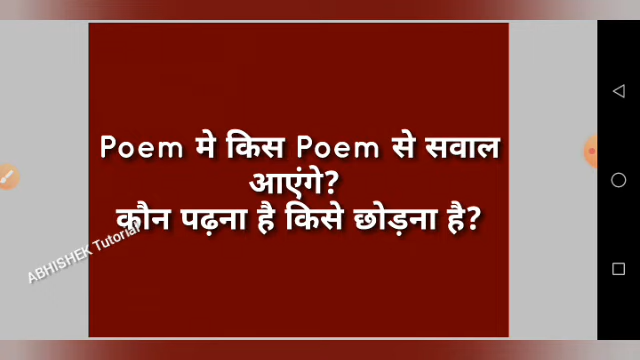 Poem मे किस Poem से सवाल
आएंगे?
कौन पढ़ना है किसे छोड़ना है?
ABHISHEK Tutorial